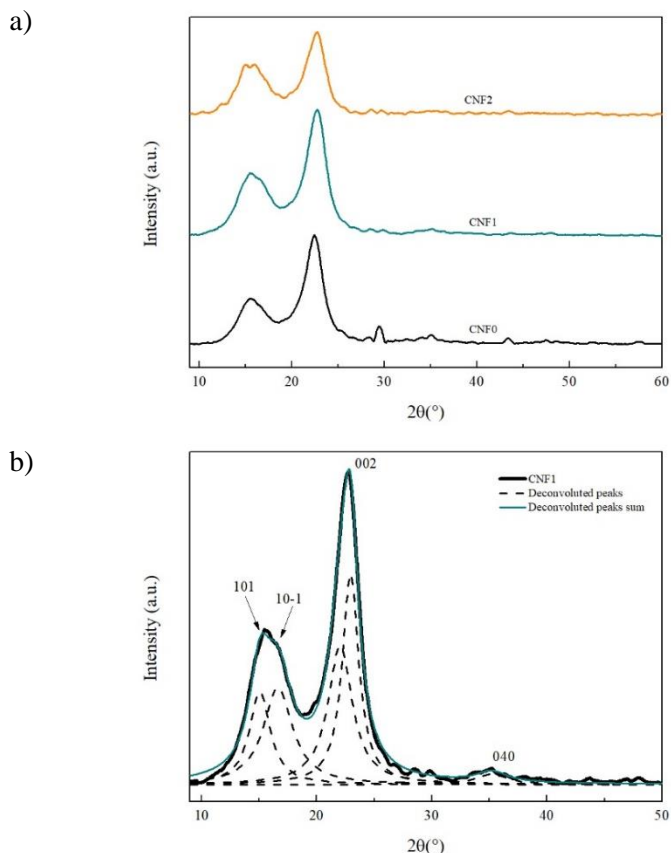 a)
Intensity (a.u.)
CNF2
CNF1
CNF0
10 20 30 40 50 60
2θ(°)
b)
Intensity (a.u.)
002
CNF1
Deconvoluted peaks
Deconvoluted peaks sum
101
10-1
040
10 20 30 40 50
2θ(°)